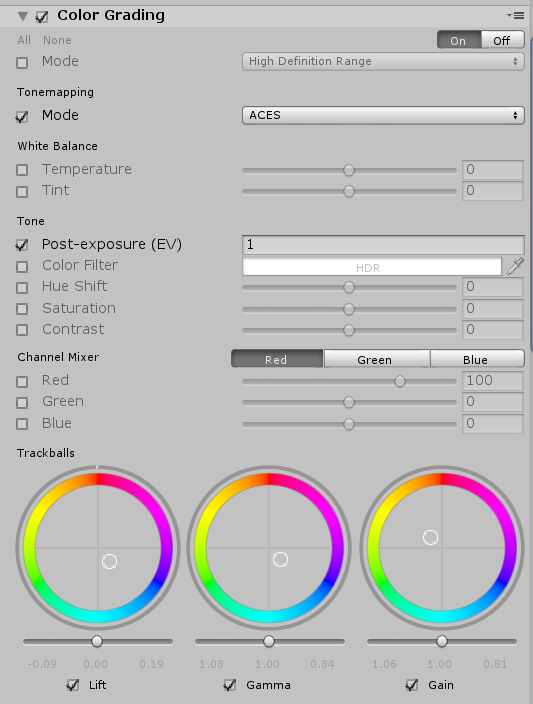 Color Grading
All None On Off
Mode High Definition Range
Tonemapping
Mode ACES
White Balance
Temperature 0
Tint 0
Tone
Post-exposure (EV) 1
Color Filter HDR
Hue Shift 0
Saturation 0
Contrast 0
Channel Mixer Red Green Blue
Red 100
Green 0
Blue 0
Trackballs
-0.09 0.00 0.19 1.08 1.00 0.84 1.06 1.00 0.81
Lift Gamma Gain